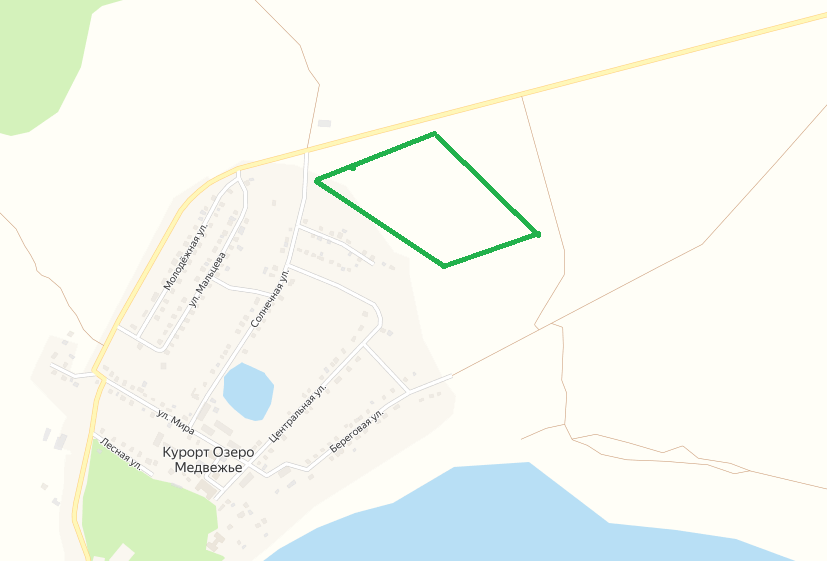 Молодёжная ул.
ул. Мальцева
Солнечная ул.
ул. Мира
Центральная ул.
Береговая ул.
Лесная ул.
Курорт Озеро
Медвежье